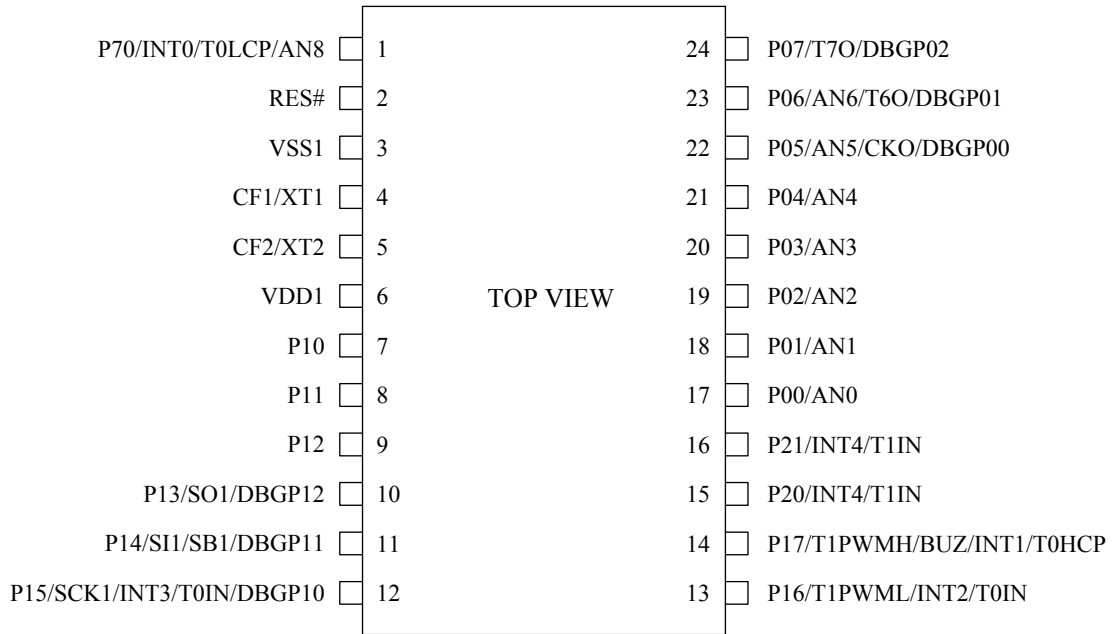 P70/INT0/T0LCP/AN8 1 24 P07/T7O/DBGP02
RES# 2 23 P06/AN6/T6O/DBGP01
VSS1 3 22 P05/AN5/CKO/DBGP00
CF1/XT1 4 21 P04/AN4
CF2/XT2 5 20 P03/AN3
VDD1 6 TOP VIEW 19 P02/AN2
P10 7 18 P01/AN1
P11 8 17 P00/AN0
P12 9 16 P21/INT4/T1IN
P13/SO1/DBGP12 10 15 P20/INT4/T1IN
P14/SI1/SB1/DBGP11 11 14 P17/T1PWMH/BUZ/INT1/T0HCP
P15/SCK1/INT3/T0IN/DBGP10 12 13 P16/T1PWML/INT2/T0IN